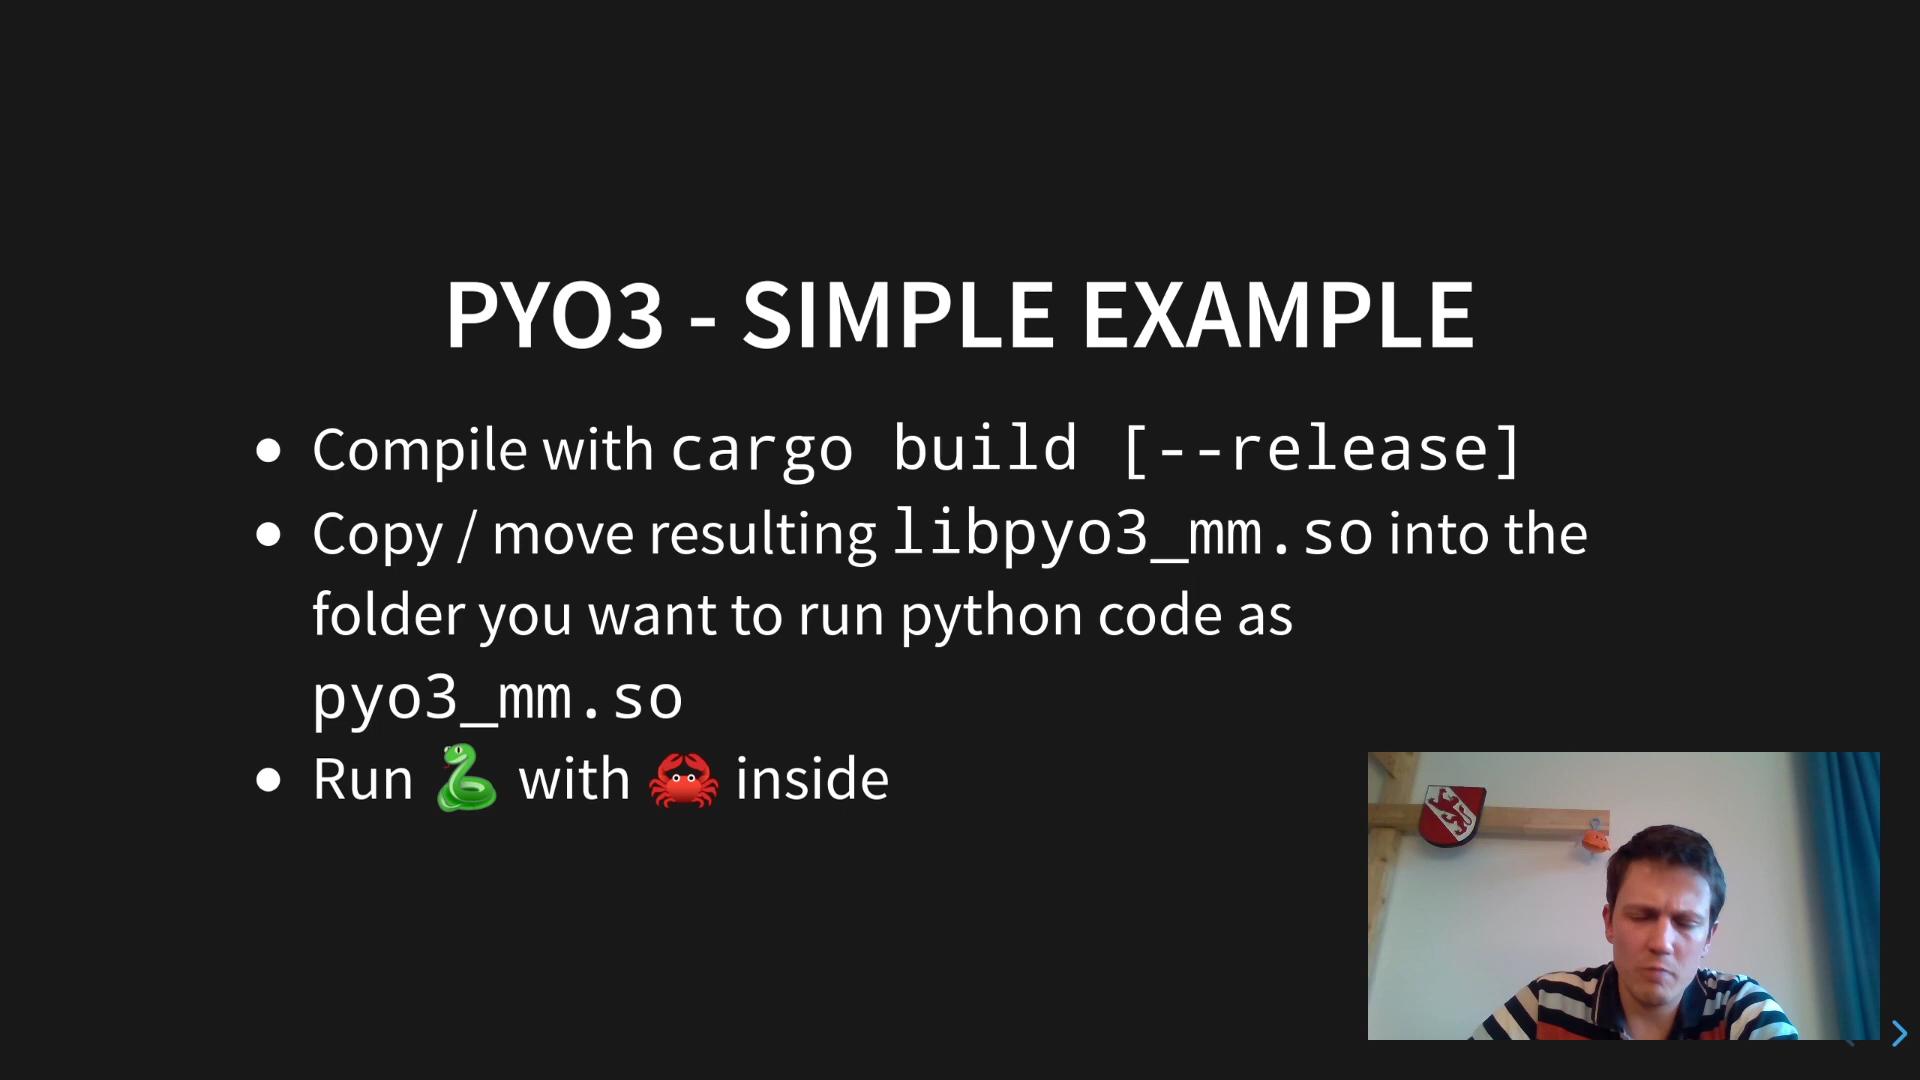 PYO3 - SIMPLE EXAMPLE
● Compile with cargo build [--release]
● Copy / move resulting libpyo3_mm.so into the
folder you want to run python code as
pyo3_mm.so
● Run 🐍 with 🦀 inside